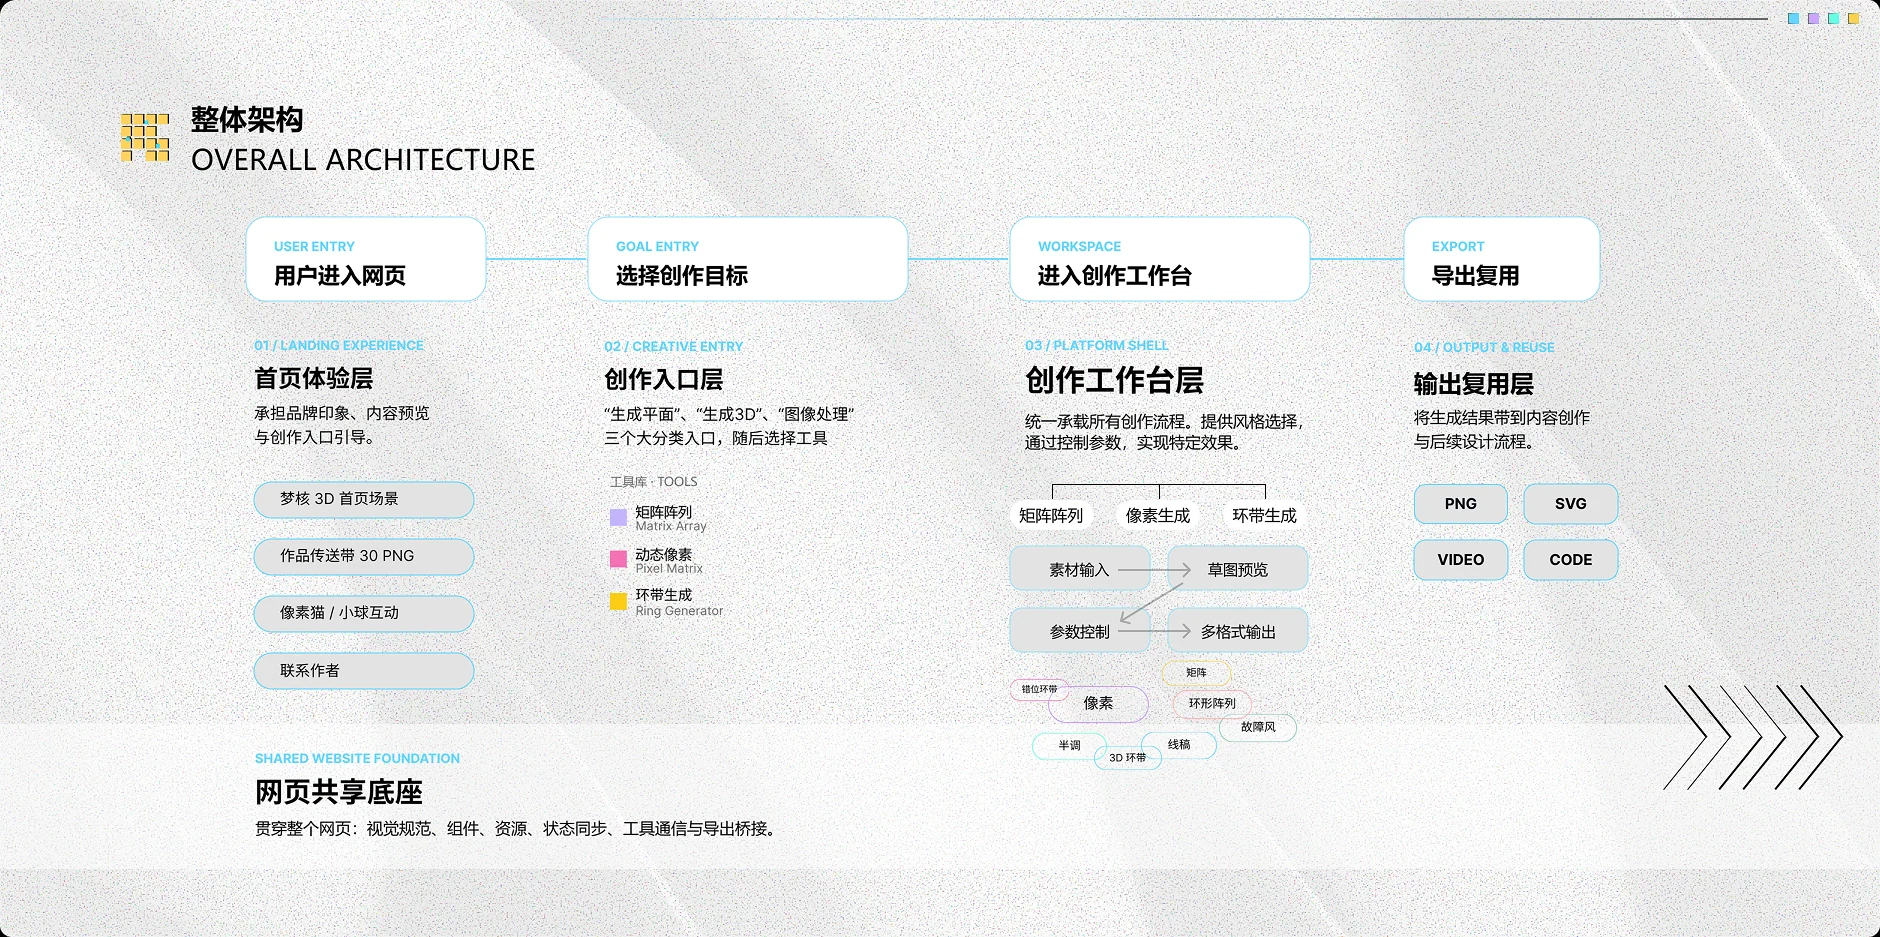 整体架构
OVERALL ARCHITECTURE
USER ENTRY
用户进入网页
GOAL ENTRY
选择创作目标
WORKSPACE
进入创作工作台
EXPORT
导出复用
01 / LANDING EXPERIENCE
首页体验层
承担品牌印象、内容预览
与创作入口引导。
梦核 3D 首页场景
作品传送带 30 PNG
像素猫 / 小球互动
联系作者
02 / CREATIVE ENTRY
创作入口层
“生成平面”、“生成3D”、“图像处理”
三个大分类入口，随后选择工具
工具库 · TOOLS
矩阵阵列
Matrix Array
动态像素
Pixel Matrix
环带生成
Ring Generator
03 / PLATFORM SHELL
创作工作台层
统一承载所有创作流程。提供风格选择，
通过控制参数，实现特定效果。
矩阵阵列
像素生成
环带生成
素材输入
草图预览
参数控制
多格式输出
矩阵
错位环带
像素
环形阵列
故障风
半调
线稿
3D 环带
04 / OUTPUT & REUSE
输出复用层
将生成结果带到内容创作
与后续设计流程。
PNG
SVG
VIDEO
CODE
SHARED WEBSITE FOUNDATION
网页共享底座
贯穿整个网页：视觉规范、组件、资源、状态同步、工具通信与导出桥接。